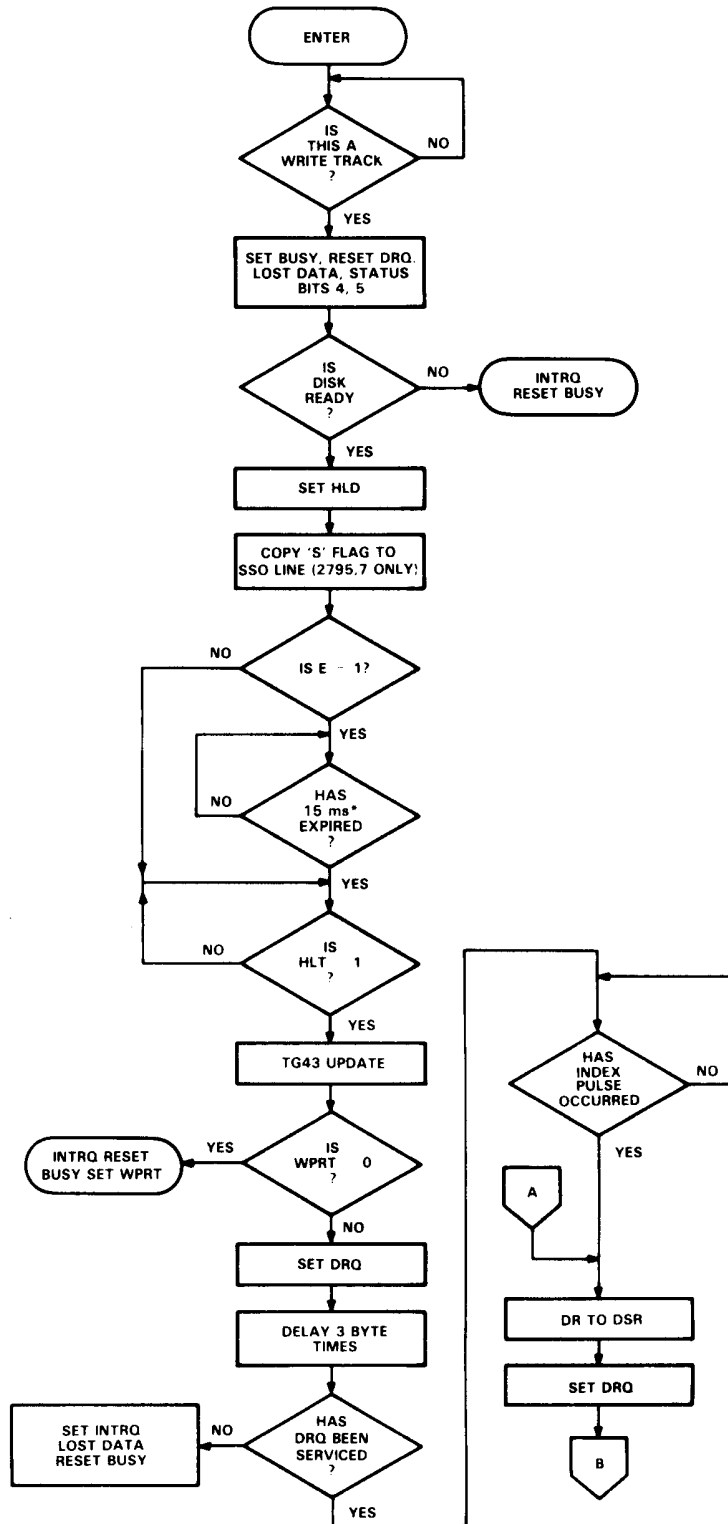 ENTER
IS
THIS A
WRITE TRACK
?
NO
YES
SET BUSY, RESET DRQ.
LOST DATA, STATUS
BITS 4, 5
IS
DISK
READY
?
NO
INTRQ
RESET BUSY
YES
SET HLD
COPY 'S' FLAG TO
SSO LINE (2795,7 ONLY)
NO
IS E - 1?
YES
HAS
15 ms*
EXPIRED
?
NO
YES
IS
HLT 1
?
NO
YES
TG43 UPDATE
IS
WPRT 0
?
YES
INTRQ RESET
BUSY SET WPRT
NO
SET DRQ
DELAY 3 BYTE
TIMES
HAS
DRQ BEEN
SERVICED
?
NO
SET INTRQ
LOST DATA
RESET BUSY
YES
HAS
INDEX
PULSE
OCCURRED
NO
YES
A
DR TO DSR
SET DRQ
B